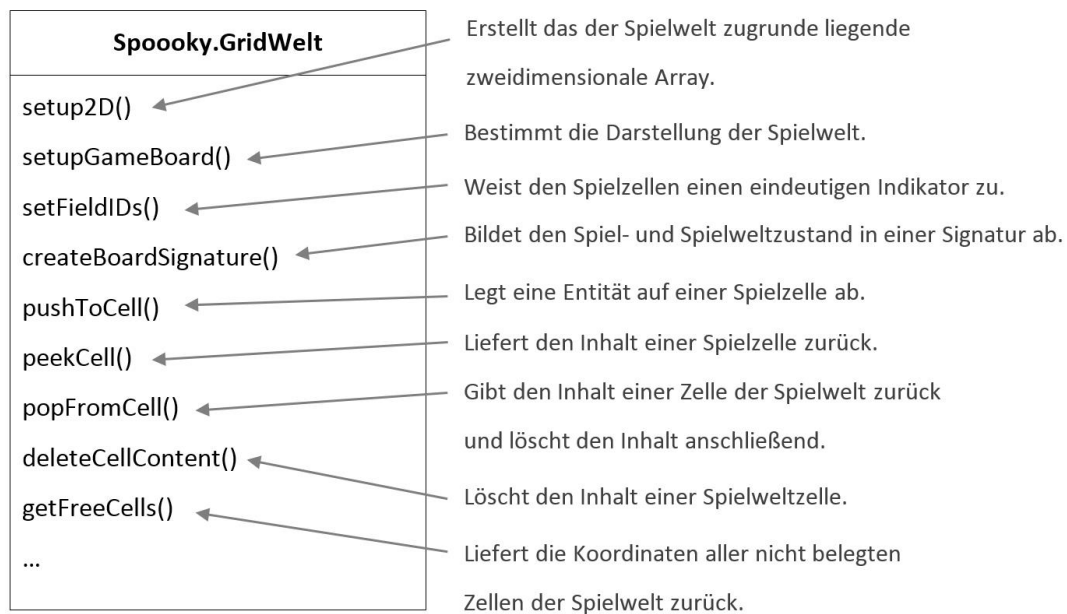 Spoooky.GridWelt
setup2D()
setupGameBoard()
setFieldIDs()
createBoardSignature()
pushToCell()
peekCell()
popFromCell()
deleteCellContent()
getFreeCells()
...
Erstellt das der Spielwelt zugrunde liegende
zweidimensionale Array.
Bestimmt die Darstellung der Spielwelt.
Weist den Spielzellen einen eindeutigen Indikator zu.
Bildet den Spiel- und Spielweltzustand in einer Signatur ab.
Legt eine Entität auf einer Spielzelle ab.
Liefert den Inhalt einer Spielzelle zurück.
Gibt den Inhalt einer Zelle der Spielwelt zurück
und löscht den Inhalt anschließend.
Löscht den Inhalt einer Spielweltzelle.
Liefert die Koordinaten aller nicht belegten
Zellen der Spielwelt zurück.